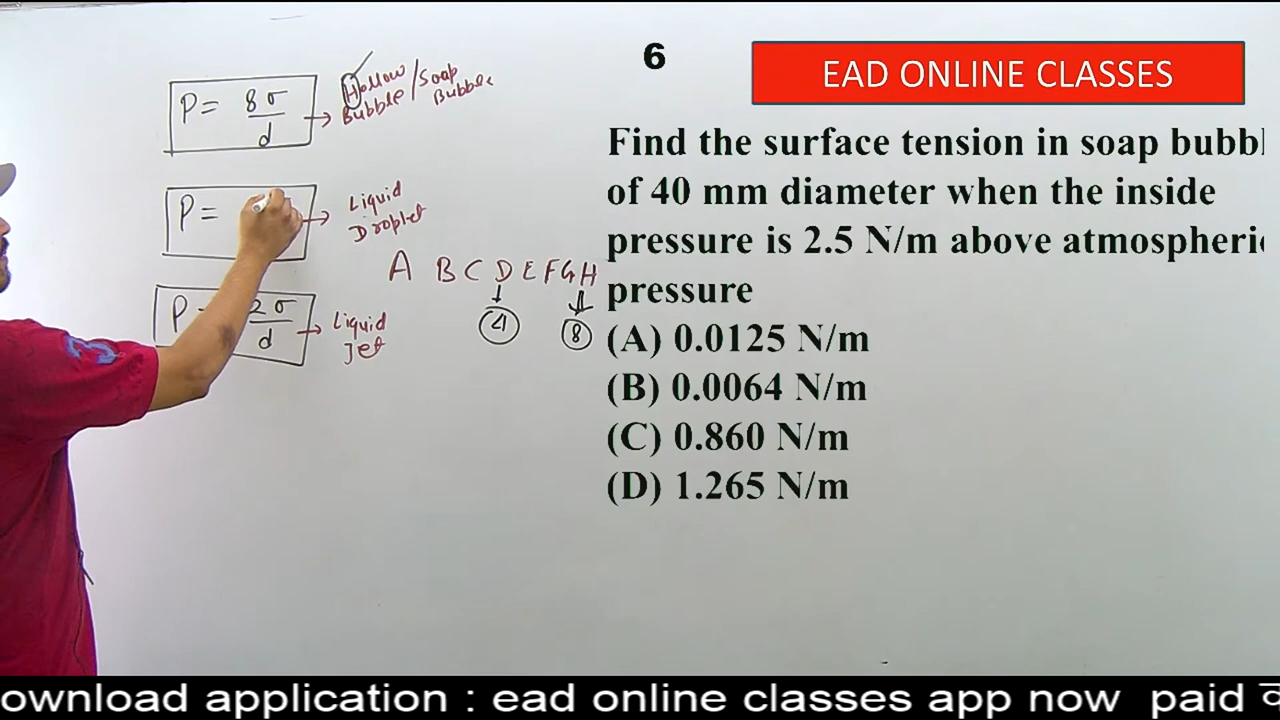 6
EAD ONLINE CLASSES
P = 8σ/d → Hollow Bubble / Soap Bubble
P = → Liquid Droplet
A B C D E F G H
4 8
P = 2σ/d → Liquid Jet
Find the surface tension in soap bubbl
of 40 mm diameter when the inside
pressure is 2.5 N/m above atmospheri
pressure
(A) 0.0125 N/m
(B) 0.0064 N/m
(C) 0.860 N/m
(D) 1.265 N/m
ownload application : ead online classes app now paid क